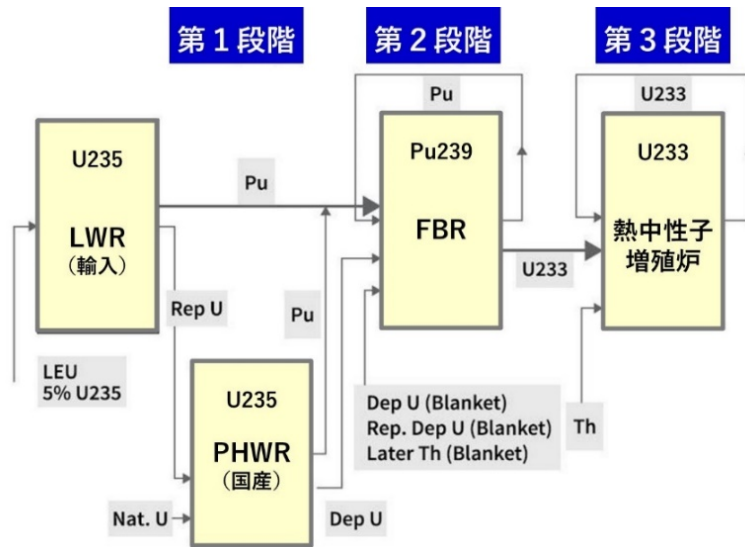 第1段階
第2段階
第3段階
U235
LWR
(輸入)
LEU
5% U235
Rep U
Pu
Pu
U235
PHWR
(国産)
Nat. U
Dep U
Pu
Pu239
FBR
Dep U (Blanket)
Rep. Dep U (Blanket)
Later Th (Blanket)
U233
U233
U233
熱中性子
増殖炉
Th